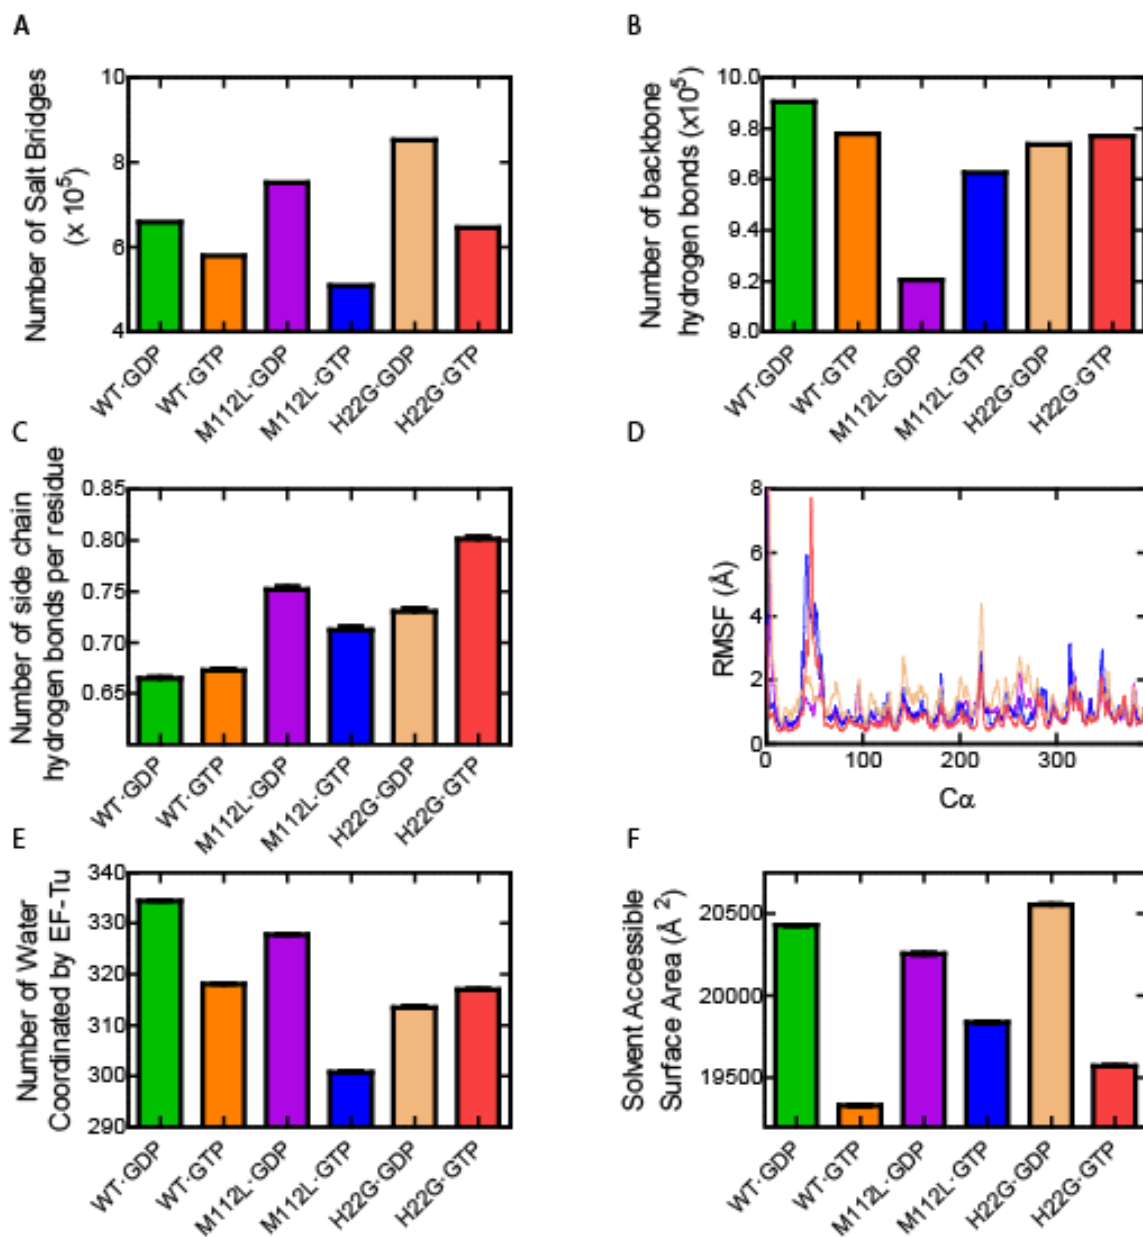 A
Number of Salt Bridges
(x 10⁵)
10
8
6
4
WT·GDP
WT·GTP
M112L·GDP
M112L·GTP
H22G·GDP
H22G·GTP
B
Number of backbone
hydrogen bonds (x10⁵)
10.0
9.8
9.6
9.4
9.2
9.0
WT·GDP
WT·GTP
M112L·GDP
M112L·GTP
H22G·GDP
H22G·GTP
C
Number of side chain
hydrogen bonds per residue
0.85
0.80
0.75
0.70
0.65
WT·GDP
WT·GTP
M112L·GDP
M112L·GTP
H22G·GDP
H22G·GTP
D
RMSF (Å)
8
6
4
2
0
0 100 200 300
Cα
E
Number of Water
Coordinated by EF-Tu
340
330
320
310
300
290
WT·GDP
WT·GTP
M112L·GDP
M112L·GTP
H22G·GDP
H22G·GTP
F
Solvent Accessible
Surface Area (Å ²)
20500
20000
19500
WT·GDP
WT·GTP
M112L·GDP
M112L·GTP
H22G·GDP
H22G·GTP